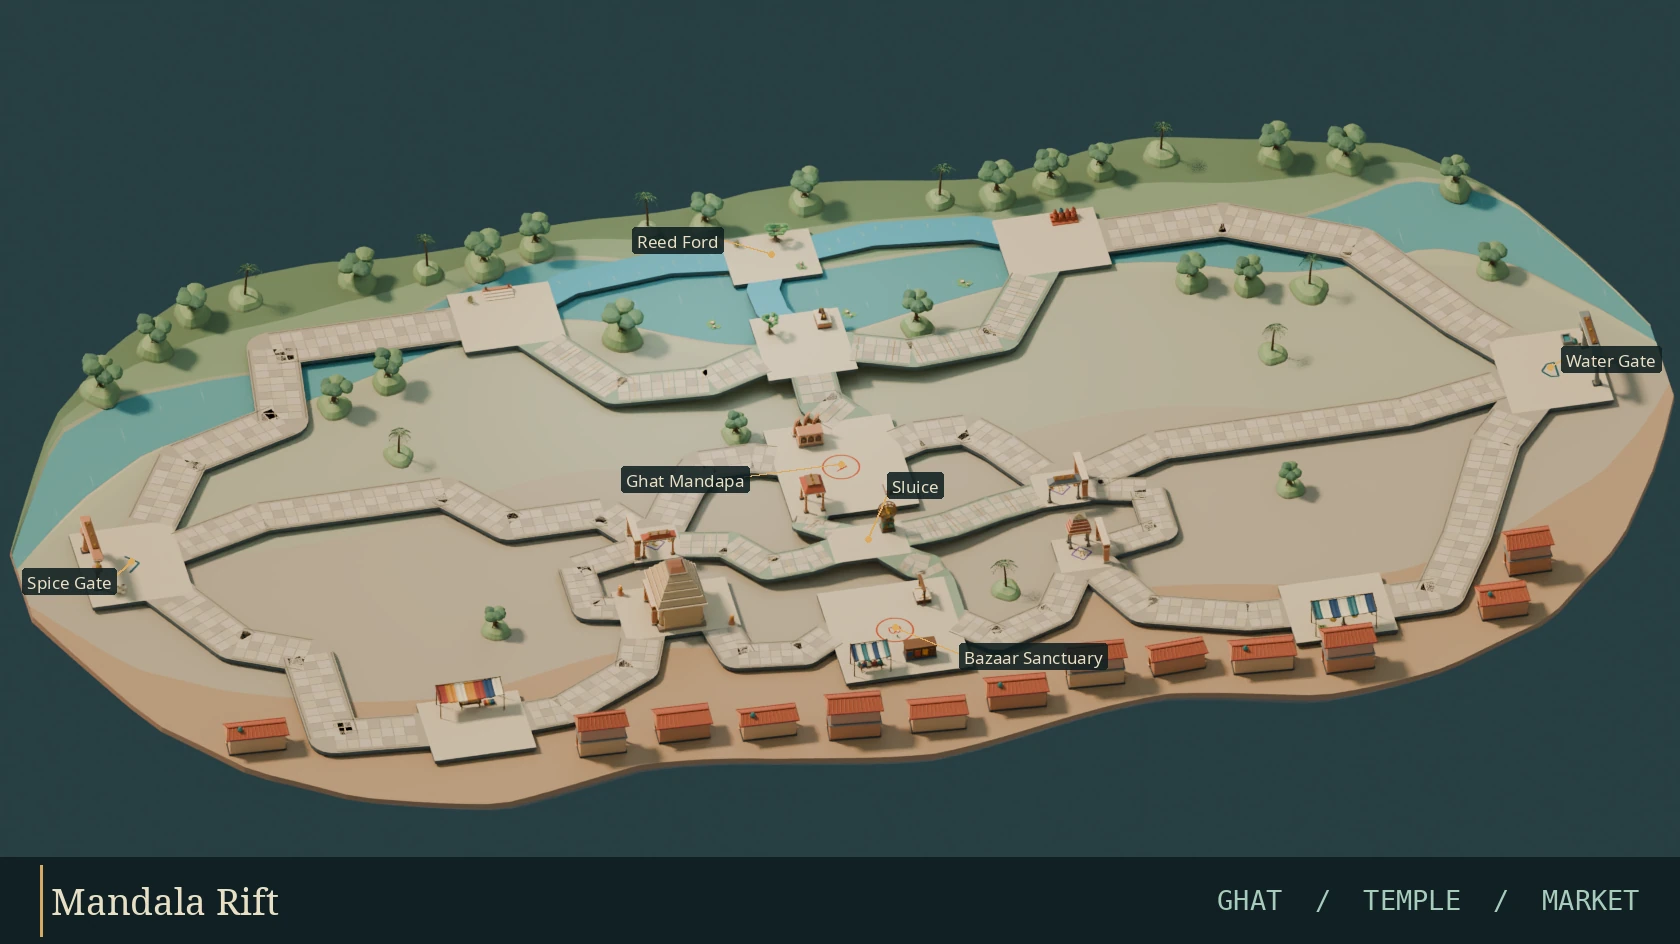 Reed Ford
Water Gate
Ghat Mandapa
Sluice
Spice Gate
Bazaar Sanctuary
Mandala Rift
GHAT / TEMPLE / MARKET